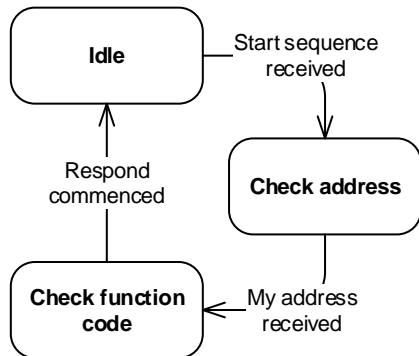 Idle
Start sequence
received
Check address
My address
received
Check function
code
Respond
commenced